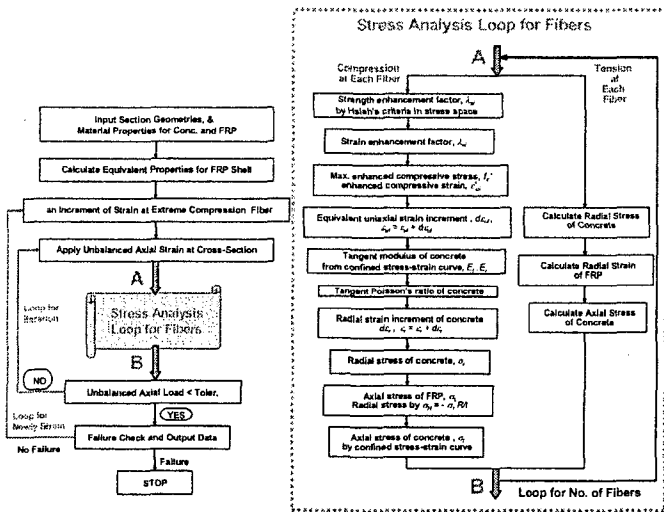 Input Section Geometries, &
Material Properties for Conc. and FRP
Calculate Equivalent Properties for FRP Shell
an Increment of Strain at Extreme Compression Fiber
Apply Unbalanced Axial Strain at Cross-Section
A
Loop for
Iteration
Stress Analysis
Loop for Fibers
B
NO
Unbalanced Axial Load < Toler.
YES
Loop for
Newly Strain
Failure Check and Output Data
No Failure
Failure
STOP
Stress Analysis Loop for Fibers
A
Compression
at Each Fiber
Tension
at
Each
Fiber
Strength enhancement factor,
by Hsieh's criteria in stress space
Strain enhancement factor,
Max. enhanced compressive stress,
enhanced compressive strain,
Equivalent uniaxial strain increment,
Tangent modulus of concrete
from confined stress-strain curve,
Tangent Poisson's ratio of concrete
Radial strain increment of concrete
Radial stress of concrete,
Axial stress of FRP,
Radial stress by
Axial stress of concrete,
by confined stress-strain curve
Calculate Radial Stress
of Concrete
Calculate Radial Strain
of FRP
Calculate Axial Stress
of Concrete
B
Loop for No. of Fibers